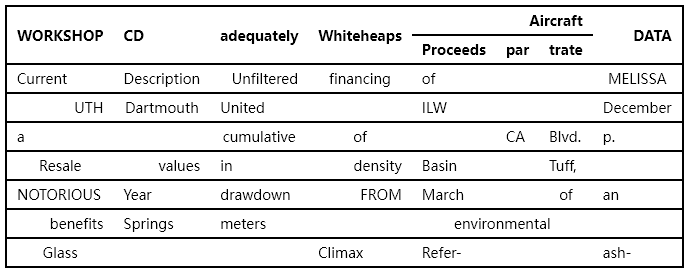 Aircraft
WORKSHOP CD adequately Whiteheaps DATA
Proceeds par trate
Current Description Unfiltered financing of MELISSA
UTH Dartmouth United ILW December
a cumulative of CA Blvd. p.
Resale values in density Basin Tuff,
NOTORIOUS Year drawdown FROM March of an
benefits Springs meters environmental
Glass Climax Refer- ash-